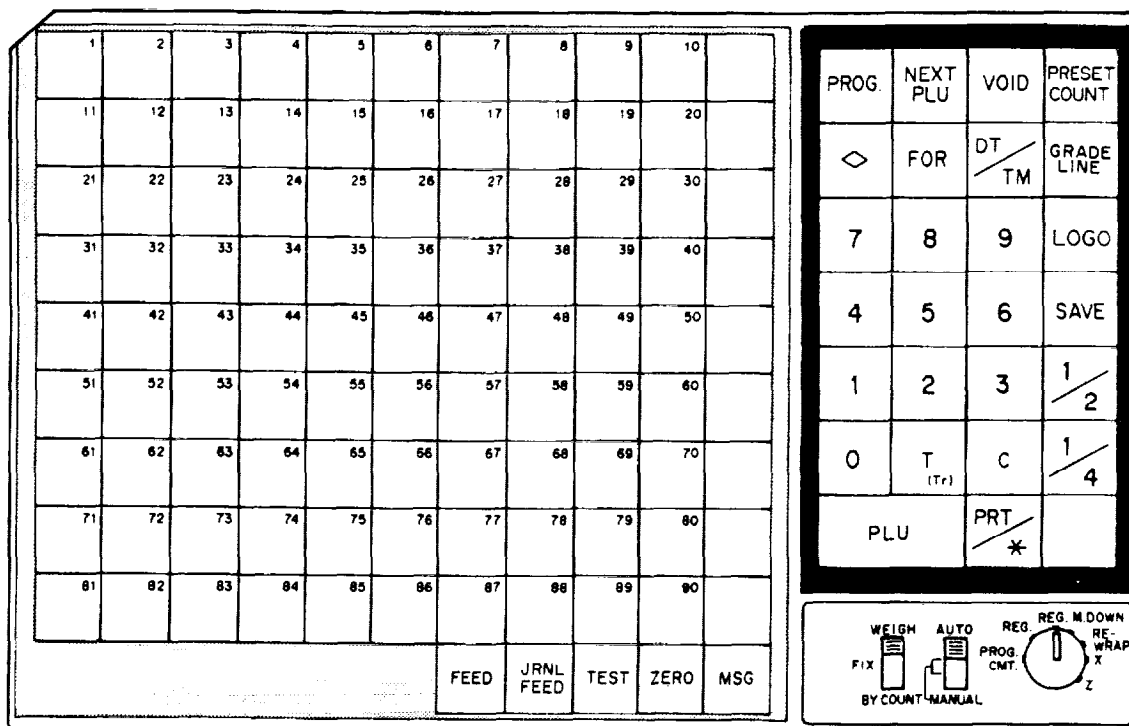 1 2 3 4 5 6 7 8 9 10
11 12 13 14 15 16 17 18 19 20
21 22 23 24 25 26 27 28 29 30
31 32 33 34 35 36 37 38 39 40
41 42 43 44 45 46 47 48 49 50
51 52 53 54 55 56 57 58 59 60
61 62 63 64 65 66 67 68 69 70
71 72 73 74 75 76 77 78 79 80
81 82 83 84 85 86 87 88 89 90
FEED JRNL FEED TEST ZERO MSG
PROG. NEXT PLU VOID PRESET COUNT
◇ FOR DT/TM GRADE LINE
7 8 9 LOGO
4 5 6 SAVE
1 2 3 1/2
0 T (Tr) C 1/4
PLU PRT/*
WEIGH AUTO
FIX
BY COUNT MANUAL
REG. REG. M.DOWN
PROG. CMT. RE-WRAP
X
Z